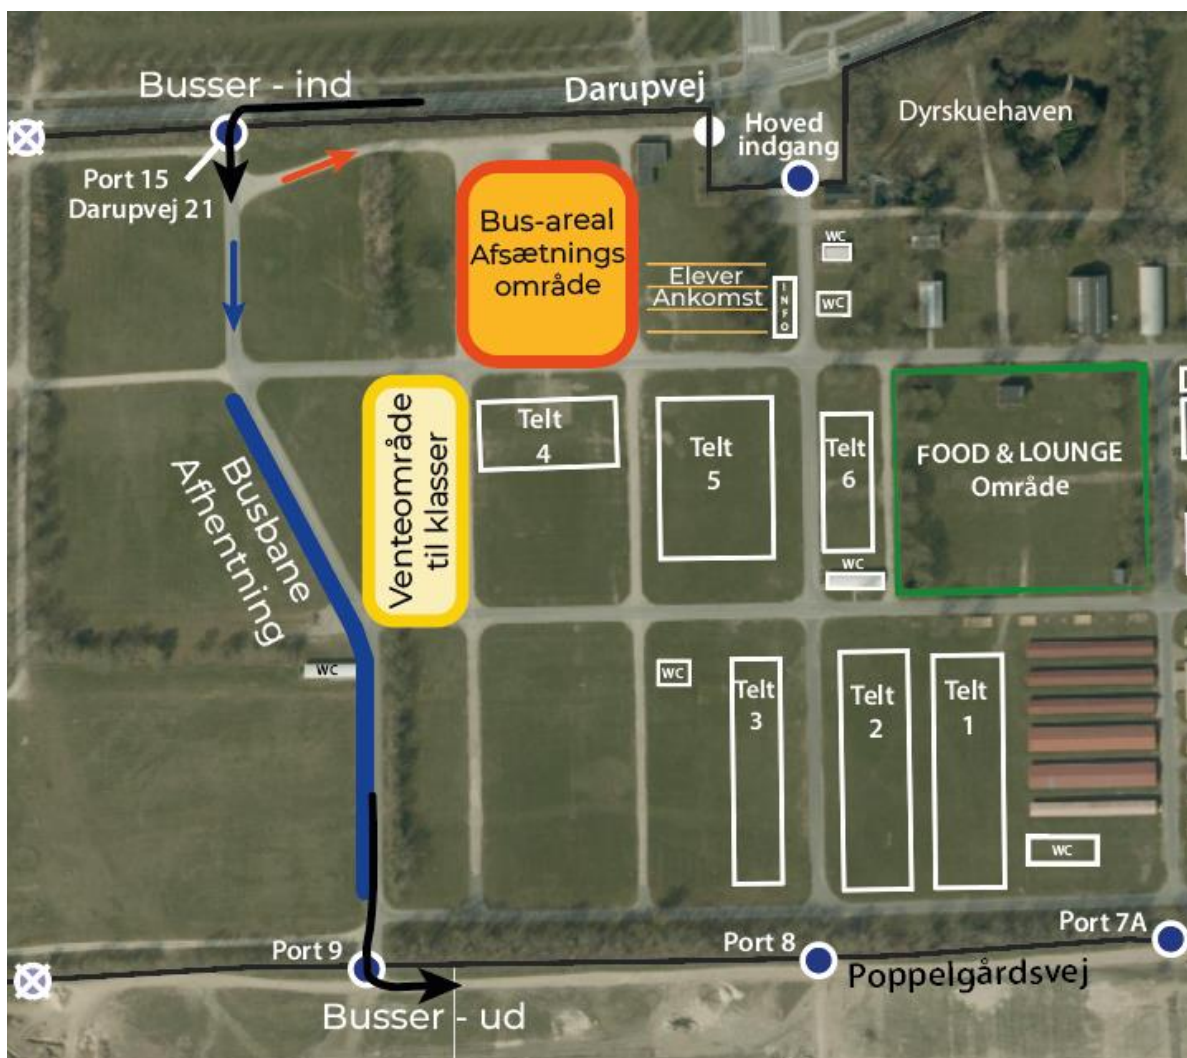 Busser - ind
Darupvej
Dyrskuehaven
Hoved
indgang
Port 15
Darupvej 21
Bus-areal
Afsætnings
område
WC
Elever
Ankomst
INFO
WC
Venteområde
til klasser
Telt
4
Telt
5
Telt
6
FOOD & LOUNGE
Område
Busbane
Afhentning
WC
WC
WC
Telt
3
Telt
2
Telt
1
WC
Port 9
Port 8
Port 7A
Poppelgårdsvej
Busser - ud